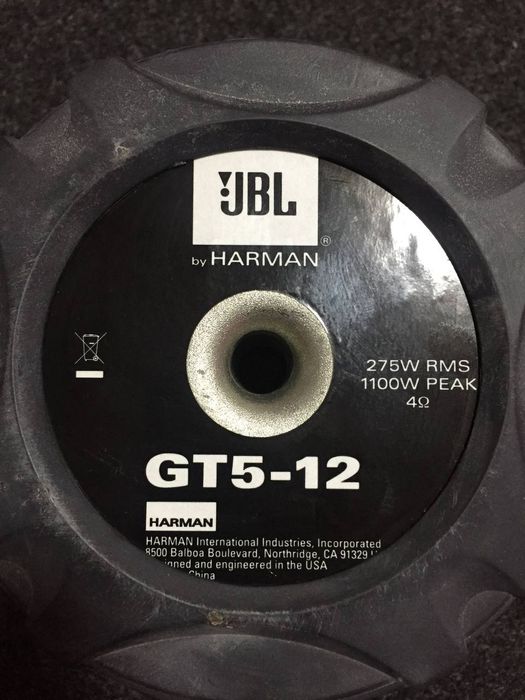 JBL
®
by HARMAN
275W RMS
1100W PEAK
4Ω
GT5-12
HARMAN
HARMAN International Industries, Incorporated
8500 Balboa Boulevard, Northridge, CA 91329
and engineered in the USA
China